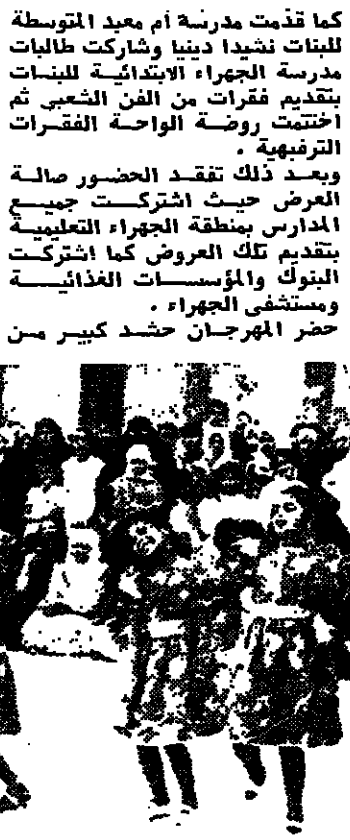 كما قدمت مدرسة أم معبد المتوسطة
للبنات نشيدا دينيا وشاركت طالبات
مدرسة الجهراء الابتدائية للبنات
بتقديم فقرات من الفن الشعبي ثم
اختتمت روضة الواحة الفقرات
الترفيهية .
وبعد ذلك تفقد الحضور صالة
العرض حيث اشتركت جميع
المدارس بمنطقة الجهراء التعليمية
بتقديم تلك العروض كما اشتركت
البنوك والمؤسسات الغذائية
ومستشفى الجهراء .
حضر المهرجان حشد كبير من